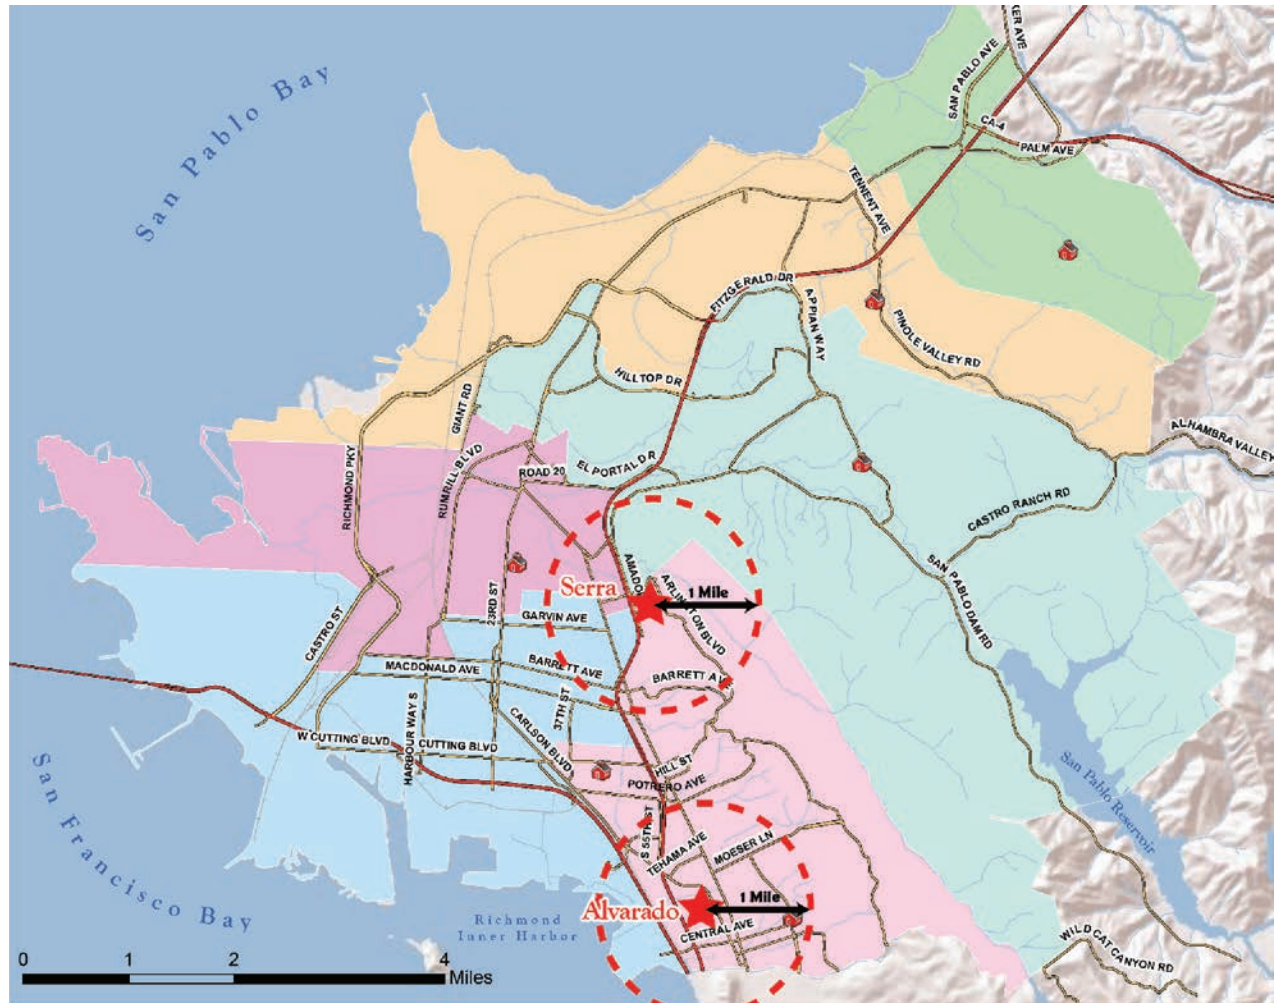 San Pablo Bay
SAN PABLO AVE
KER AVE
CA-4
PALM AVE
TENNENT AVE
FITZGERALD DR
APPIAN WAY
PINOLE VALLEY RD
HILLTOP DR
GIANT RD
ALHAMBRA VALLEY
RICHMOND PKY
RUMRILL BLVD
ROAD 20
EL PORTAL DR
CASTRO RANCH RD
SAN PABLO DAM RD
AMADO
Serra
1 Mile
ARLINGTON BLVD
23RD ST
GARVIN AVE
CASTRO ST
MACDONALD AVE
BARRETT AVE
BARRETT AVE
37TH ST
CARLSON BLVD
W CUTTING BLVD
CUTTING BLVD
HARBOUR WAY S
HILL ST
POTRERO AVE
San Pablo Reservoir
S 55TH ST
TEHAMA AVE
MOESER LN
San Francisco Bay
Richmond
Inner Harbor
Alvarado
1 Mile
CENTRAL AVE
WILDCAT CANYON RD
0 1 2 4
Miles